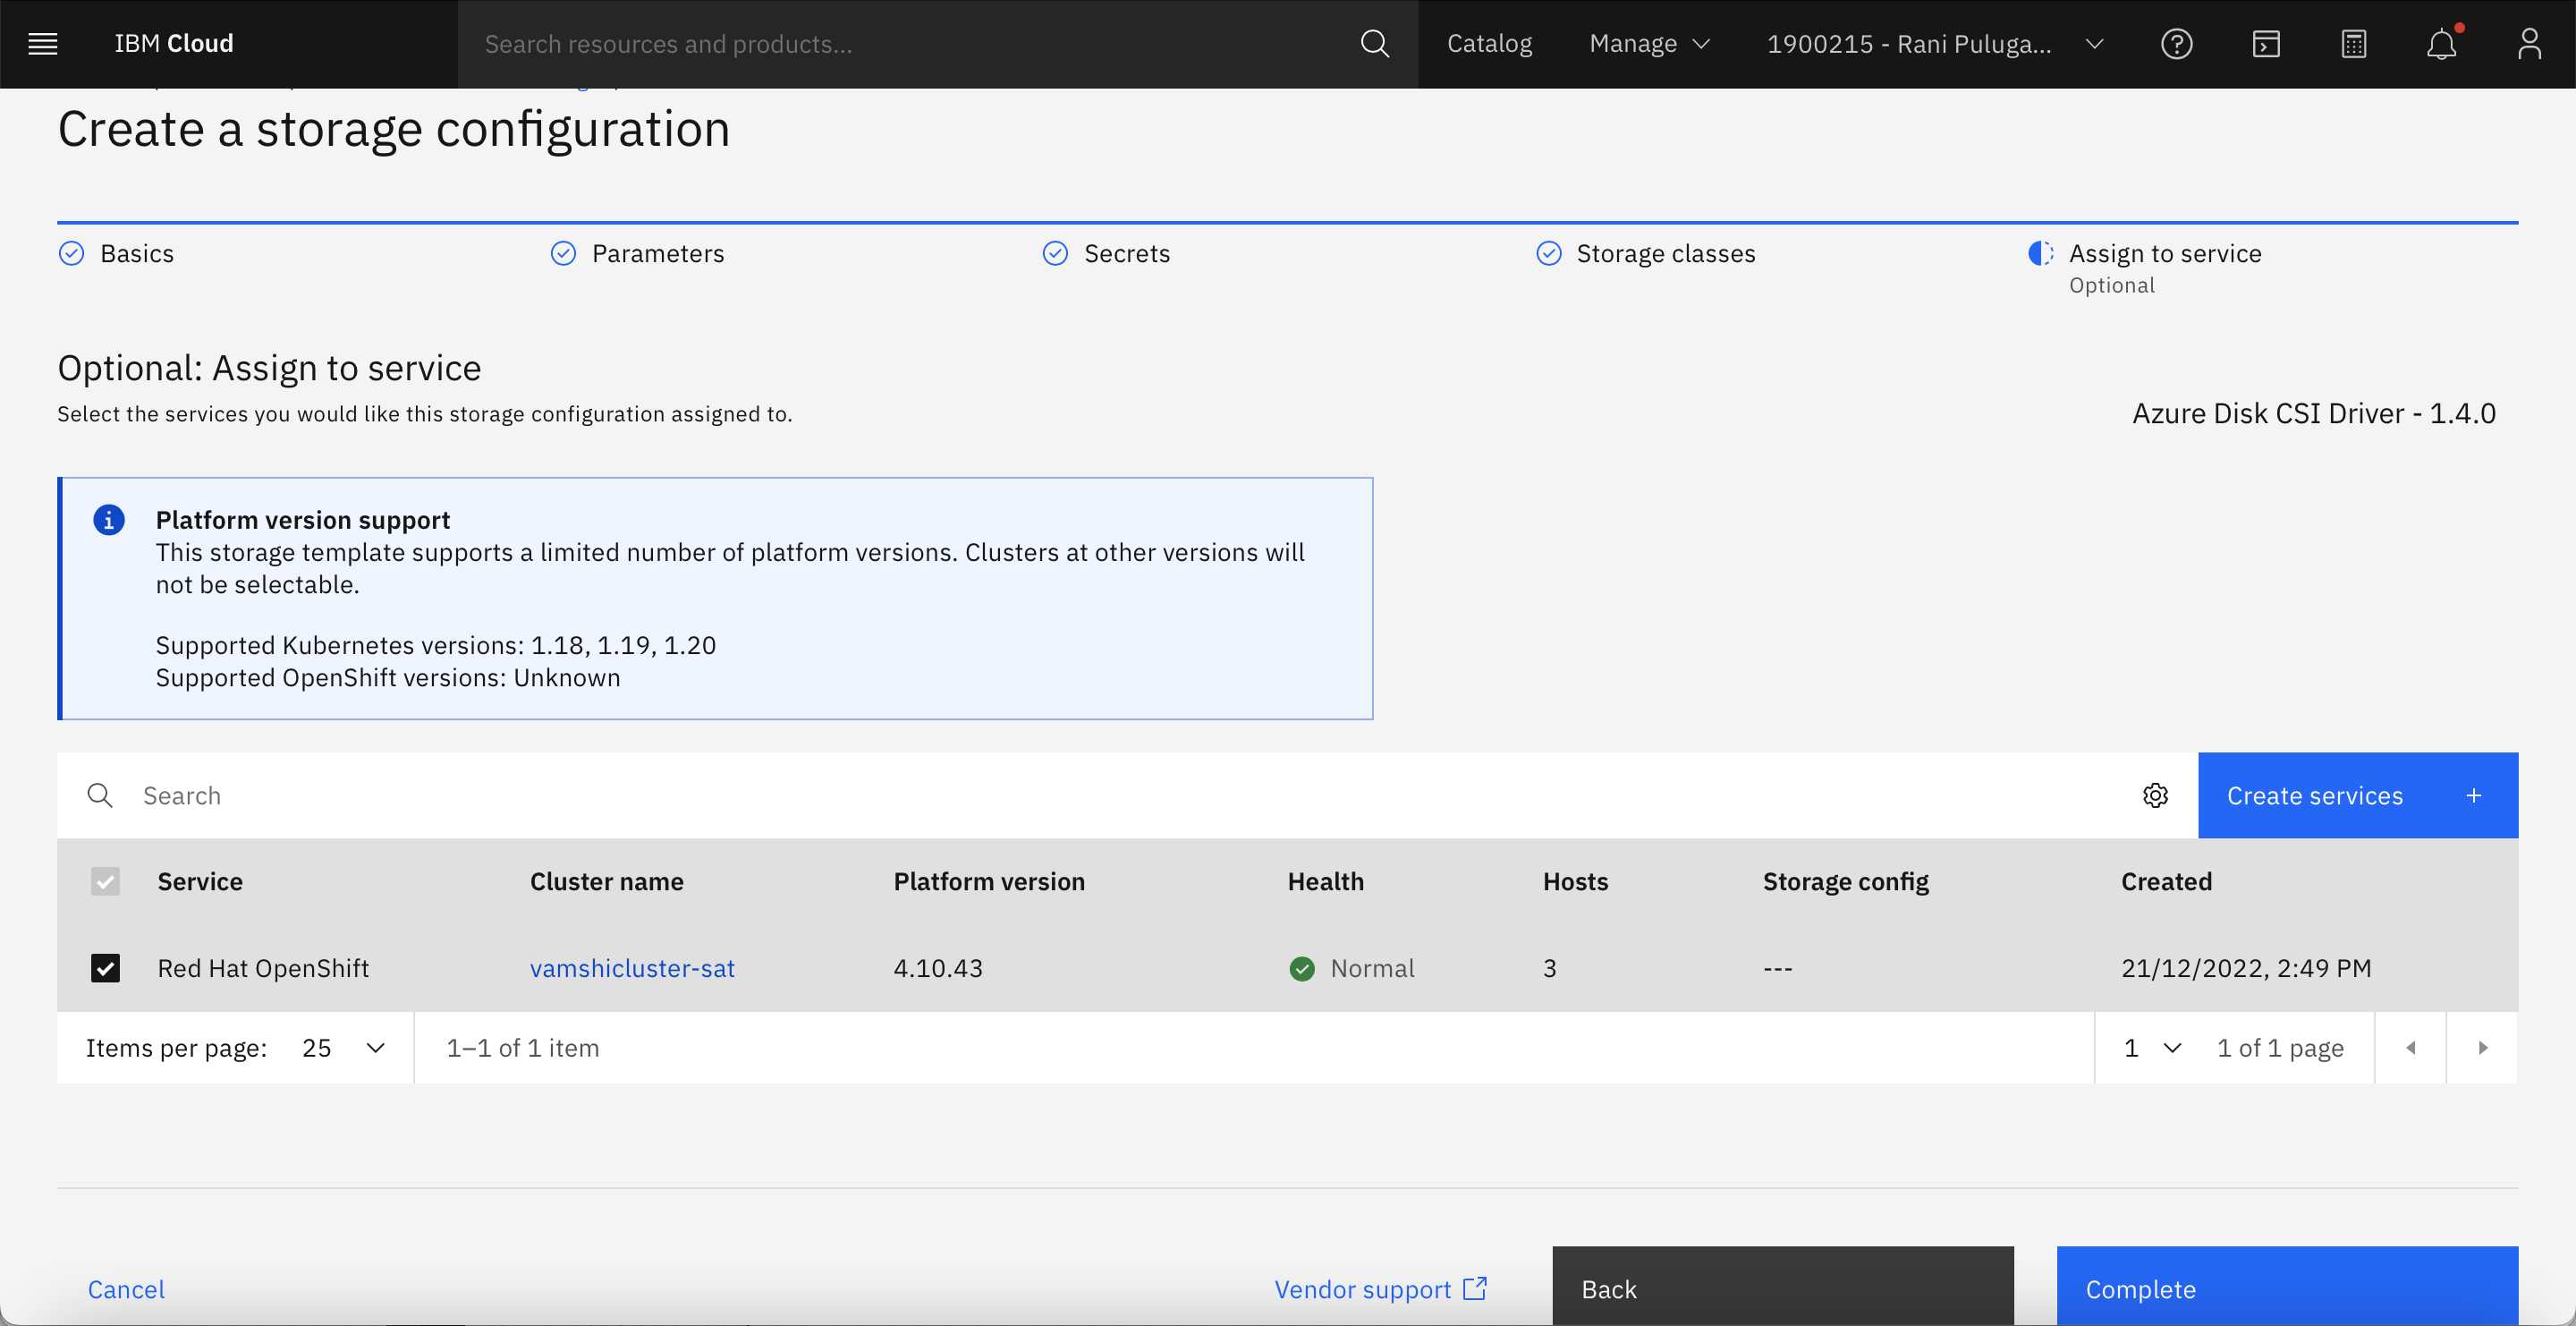 IBM Cloud
Search resources and products...
Catalog
Manage
1900215 - Rani Puluga...
Create a storage configuration
Basics
Parameters
Secrets
Storage classes
Assign to service
Optional
Optional: Assign to service
Select the services you would like this storage configuration assigned to.
Azure Disk CSI Driver - 1.4.0
Platform version support
This storage template supports a limited number of platform versions. Clusters at other versions will
not be selectable.
Supported Kubernetes versions: 1.18, 1.19, 1.20
Supported OpenShift versions: Unknown
Search
Create services +
Service Cluster name Platform version Health Hosts Storage config Created
Red Hat OpenShift vamshicluster-sat 4.10.43 Normal 3 --- 21/12/2022, 2:49 PM
Items per page: 25 1–1 of 1 item 1 1 of 1 page
Cancel
Vendor support
Back
Complete